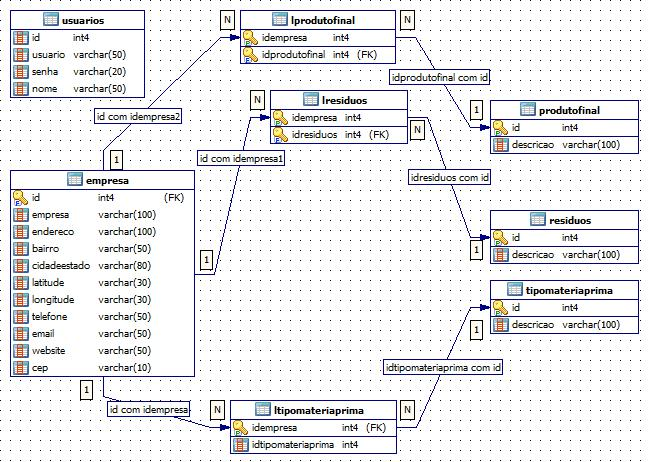 usuarios
id int4
usuario varchar(50)
senha varchar(20)
nome varchar(50)
N
lprodutofinal
idempresa int4
idprodutofinal int4 (FK)
N
idprodutofinal com id
id com idempresa2
1
N
lresiduos
idempresa int4
idresiduos int4 (FK)
N
1
produtofinal
id int4
descricao varchar(100)
id com idempresa1
idresiduos com id
empresa
id int4 (FK)
empresa varchar(100)
endereco varchar(100)
bairro varchar(50)
cidadeestado varchar(80)
latitude varchar(30)
longitude varchar(30)
telefone varchar(50)
email varchar(50)
website varchar(50)
cep varchar(10)
1
1
residuos
id int4
descricao varchar(100)
tipomateriaprima
id int4
descricao varchar(100)
1
idtipomateriaprima com id
1
id com idempresa
N
ltipomateriaprima
idempresa int4 (FK)
idtipomateriaprima int4
N